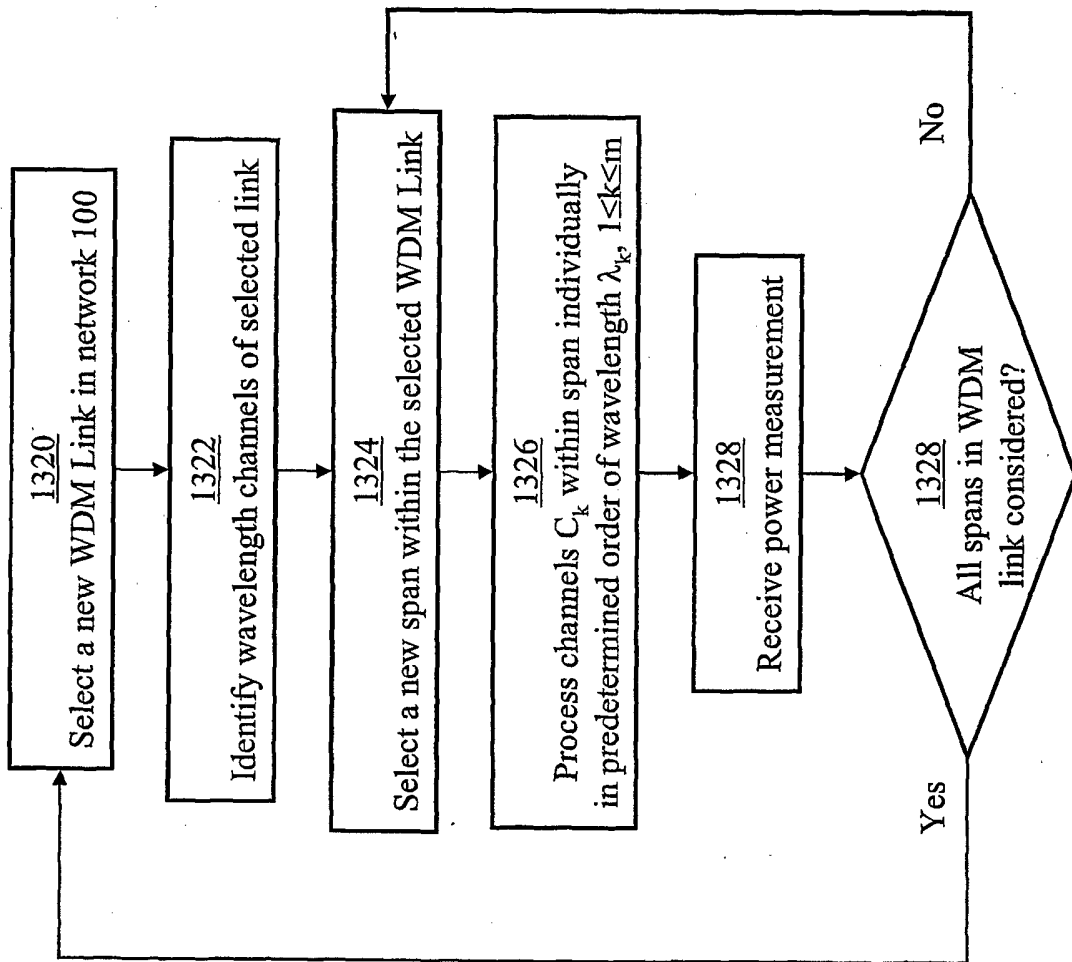 1320
Select a new WDM Link in network 100
1322
Identify wavelength channels of selected link
1324
Select a new span within the selected WDM Link
1326
Process channels C_k within span individually
in predetermined order of wavelength λ_k, 1≤k≤m
1328
Receive power measurement
1328
All spans in WDM
link considered?
Yes
No